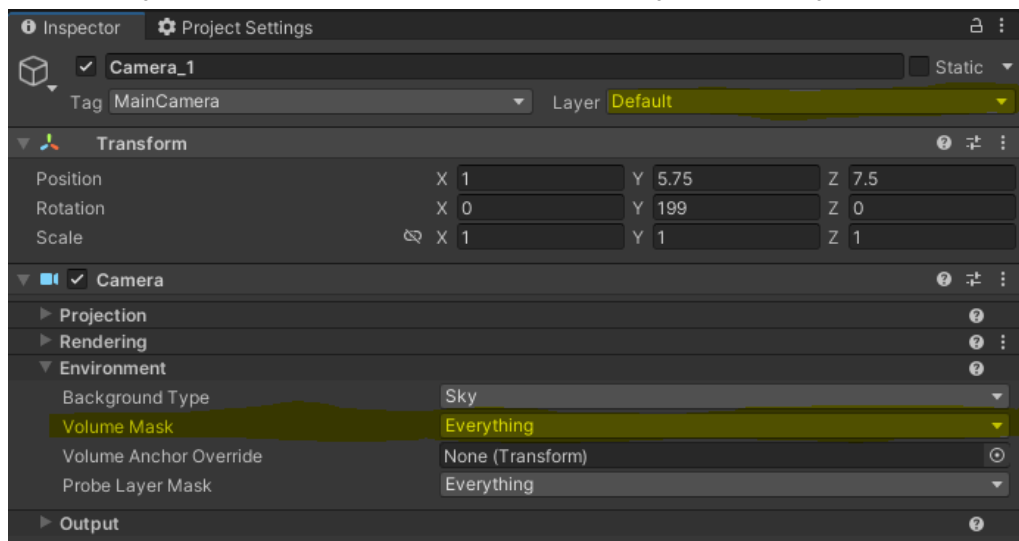 Inspector Project Settings
Camera_1 Static
Tag MainCamera Layer Default
Transform
Position X 1 Y 5.75 Z 7.5
Rotation X 0 Y 199 Z 0
Scale X 1 Y 1 Z 1
Camera
Projection
Rendering
Environment
Background Type Sky
Volume Mask Everything
Volume Anchor Override None (Transform)
Probe Layer Mask Everything
Output